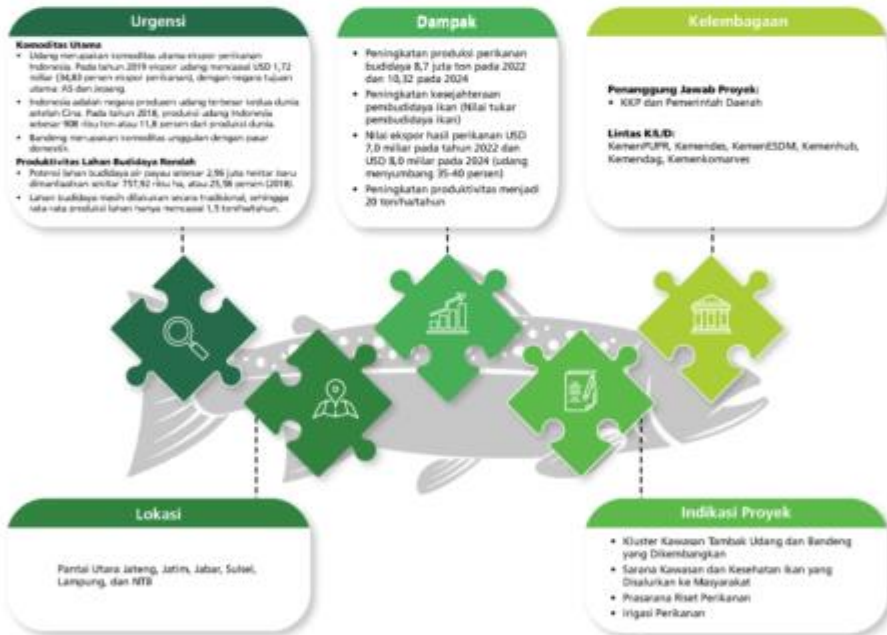 Urgensi
Komoditas Utama
• Udang merupakan komoditas utama ekspor perikanan
Indonesia. Pada tahun 2019 ekspor udang mencapai USD 1,72
miliar (34,83 persen ekspor perikanan), dengan negara tujuan
utama: AS dan Jepang.
• Indonesia adalah negara produsen udang terbesar kedua dunia
setelah Cina. Pada tahun 2018, produksi udang Indonesia
sebesar 908 ribu ton atau 11,8 persen dari produksi dunia.
• Bandeng merupakan komoditas unggulan dengan pasar
domestik.
Produktivitas Lahan Budidaya Rendah
• Potensi lahan budidaya air payau sebesar 2,96 juta hektar baru
dimanfaatkan sekitar 757,92 ribu ha, atau 25,58 persen (2018).
• Lahan budidaya masih dilakukan secara tradisional, sehingga
rata-rata produksi lahan hanya mencapai ton/ha/tahun.
Dampak
• Peningkatan produksi perikanan
budidaya 8,7 juta ton pada 2022
dan 10,32 pada 2024
• Peningkatan kesejahteraan
pembudidaya ikan (Nilai tukar
pembudidaya ikan)
• Nilai ekspor hasil perikanan USD
7,0 miliar pada tahun 2022 dan
USD 8,0 miliar pada 2024 (udang
menyumbang 35-40 persen)
• Peningkatan produktivitas menjadi
20 ton/ha/tahun
Kelembagaan
Penanggung Jawab Proyek:
• KKP dan Pemerintah Daerah
Lintas K/L/D:
KemenPUPR, Kemendes, KemenESDM, Kemenhub,
Kemendag, Kemenkomarves
Lokasi
Pantai Utara Jateng, Jatim, Jabar, Sulsel,
Lampung, dan NTB
Indikasi Proyek
• Kluster Kawasan Tambak Udang dan Bandeng
yang Dikembangkan
• Sarana Kawasan dan Kesehatan Ikan yang
Disalurkan ke Masyarakat
• Prasarana Riset Perikanan
• Irigasi Perikanan